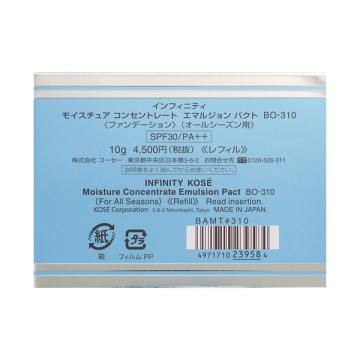 インフィニティ
モイスチュア コンセントレート エマルジョン パクト BO-310
〈ファンデーション〉〈オールシーズン用〉
SPF30/PA++
10g 4,500円(税抜)《レフィル》
株式会社 コーセー 東京都中央区日本橋3-6-2 お問合せ先 0120-526-311
説明書をよく読んでからお使いください。
INFINITY KOSÉ
Moisture Concentrate Emulsion Pact BO-310
(For All Seasons)《Refill》 Read insertion.
KOSÉ Corporation 3-6-2 Nihonbashi, Tokyo MADE IN JAPAN
BAMT#310
紙
箱
プラ
フィルム:PP
4971710 239584